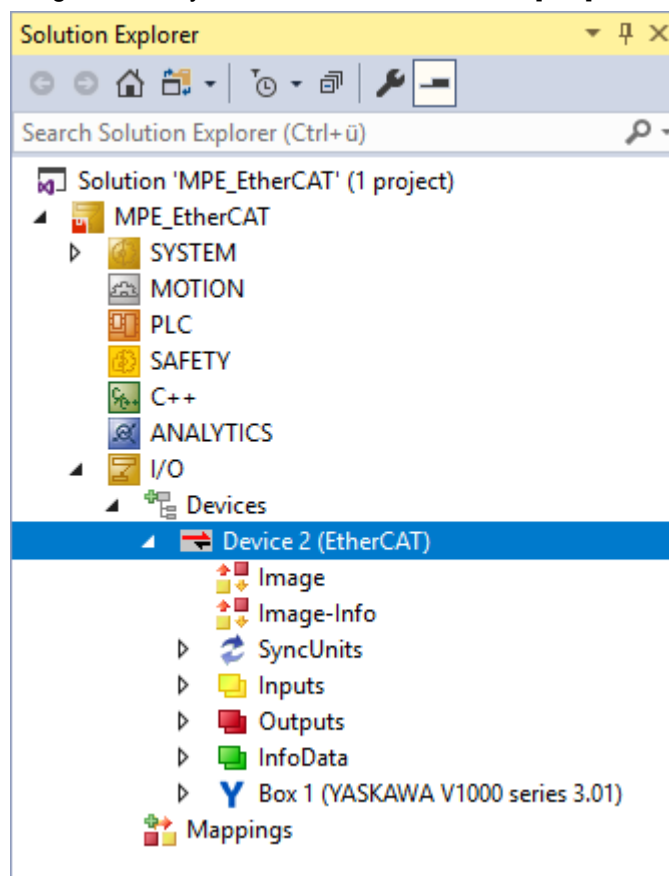 Solution Explorer
Search Solution Explorer (Ctrl+ü)
Solution 'MPE_EtherCAT' (1 project)
MPE_EtherCAT
SYSTEM
MOTION
PLC
SAFETY
C++
ANALYTICS
I/O
Devices
Device 2 (EtherCAT)
Image
Image-Info
SyncUnits
Inputs
Outputs
InfoData
Box 1 (YASKAWA V1000 series 3.01)
Mappings